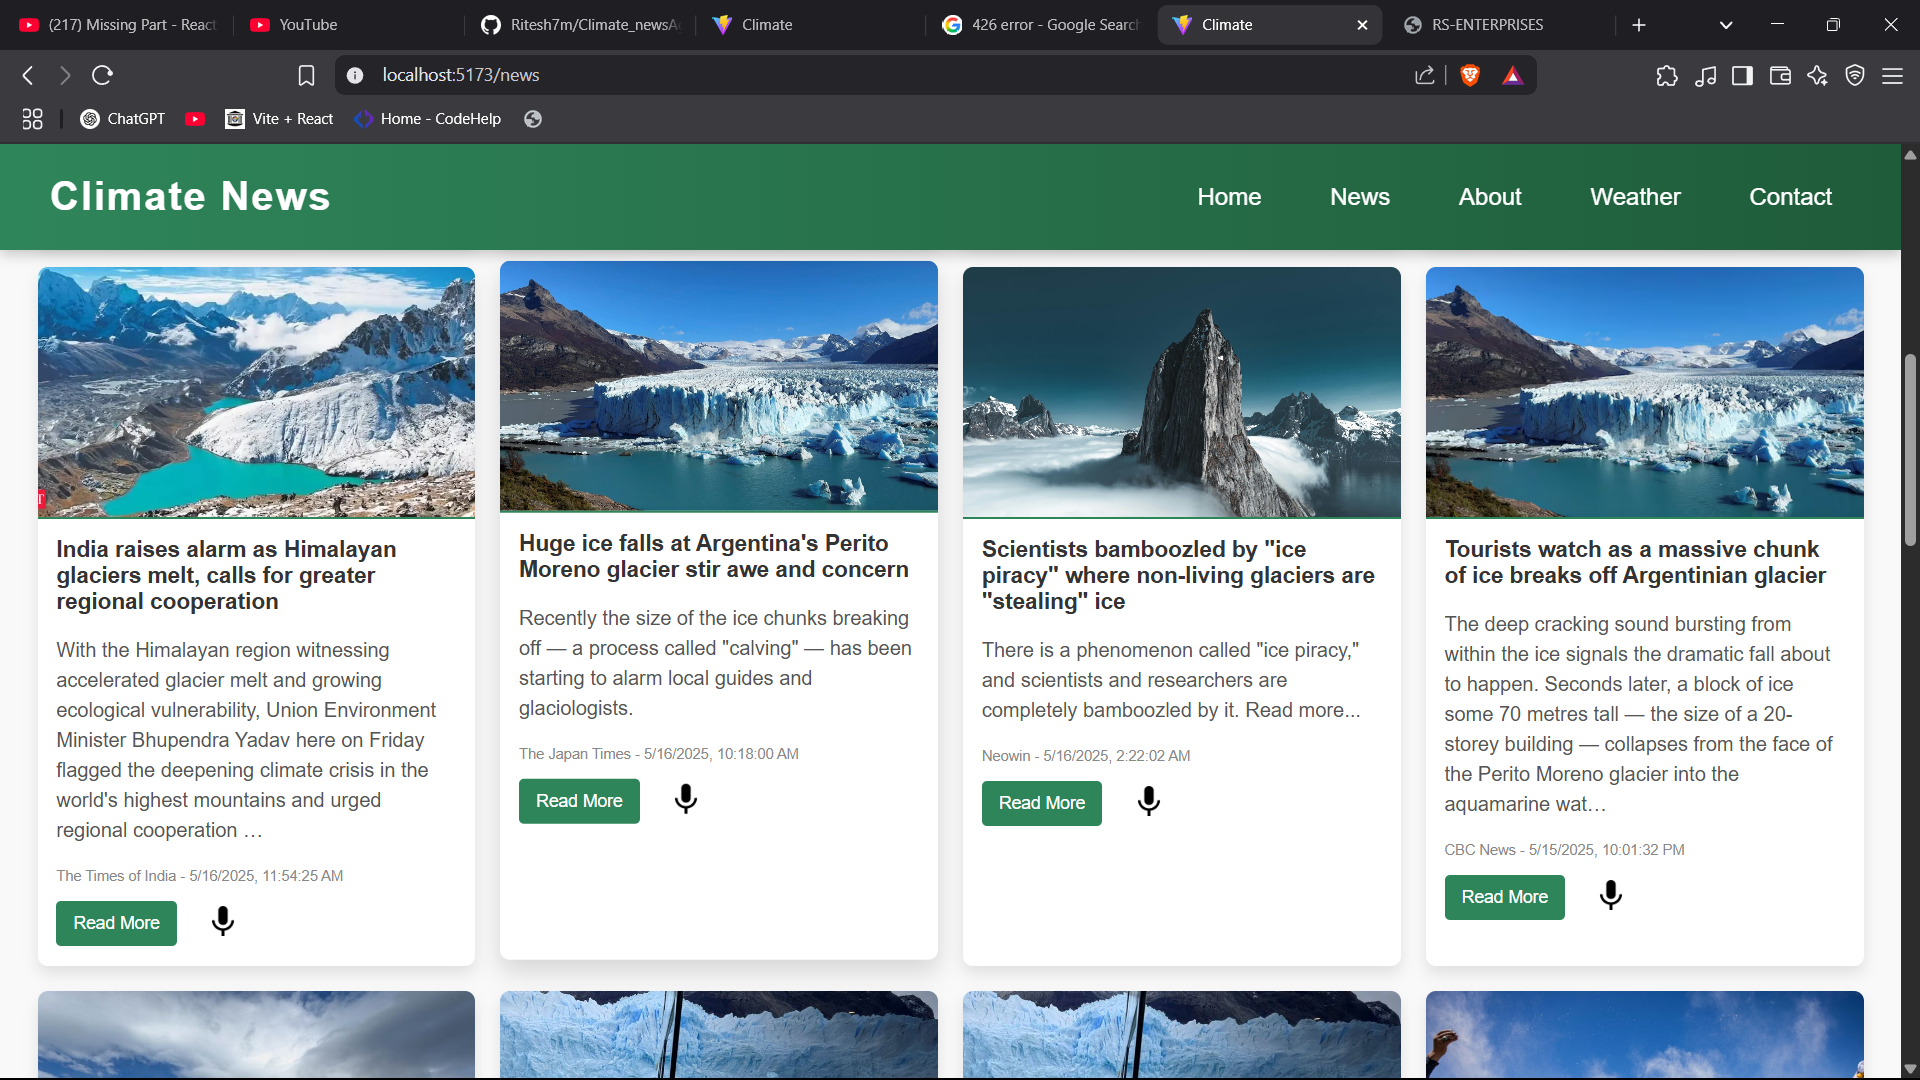 (217) Missing Part - React
YouTube
Ritesh7m/Climate_newsA
Climate
426 error - Google Search
Climate
RS-ENTERPRISES
localhost:5173/news
ChatGPT
Vite + React
Home - CodeHelp
Climate News
Home
News
About
Weather
Contact
India raises alarm as Himalayan
glaciers melt, calls for greater
regional cooperation
With the Himalayan region witnessing
accelerated glacier melt and growing
ecological vulnerability, Union Environment
Minister Bhupendra Yadav here on Friday
flagged the deepening climate crisis in the
world's highest mountains and urged
regional cooperation …
The Times of India - 5/16/2025, 11:54:25 AM
Read More
Huge ice falls at Argentina's Perito
Moreno glacier stir awe and concern
Recently the size of the ice chunks breaking
off — a process called "calving" — has been
starting to alarm local guides and
glaciologists.
The Japan Times - 5/16/2025, 10:18:00 AM
Read More
Scientists bamboozled by "ice
piracy" where non-living glaciers are
"stealing" ice
There is a phenomenon called "ice piracy,"
and scientists and researchers are
completely bamboozled by it. Read more...
Neowin - 5/16/2025, 2:22:02 AM
Read More
Tourists watch as a massive chunk
of ice breaks off Argentinian glacier
The deep cracking sound bursting from
within the ice signals the dramatic fall about
to happen. Seconds later, a block of ice
some 70 metres tall — the size of a 20-
storey building — collapses from the face of
the Perito Moreno glacier into the
aquamarine wat…
CBC News - 5/15/2025, 10:01:32 PM
Read More